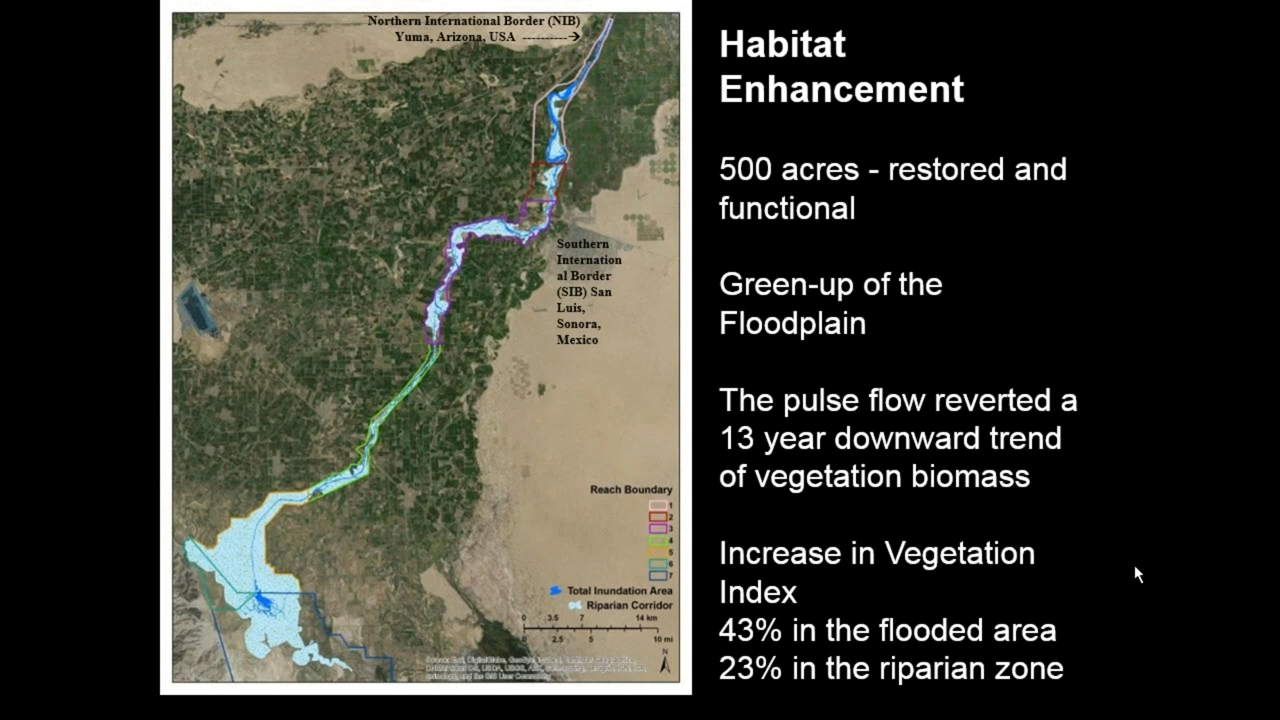 Northern International Border (NIB)
Yuma, Arizona, USA ---------->
Southern
Internation
al Border
(SIB) San
Luis,
Sonora,
Mexico
Reach Boundary
1
2
3
4
5
6
7
Total Inundation Area
Riparian Corridor
0 3.5 7 14 km
0 2.5 5 10 mi
N
Habitat
Enhancement
500 acres - restored and
functional
Green-up of the
Floodplain
The pulse flow reverted a
13 year downward trend
of vegetation biomass
Increase in Vegetation
Index
43% in the flooded area
23% in the riparian zone